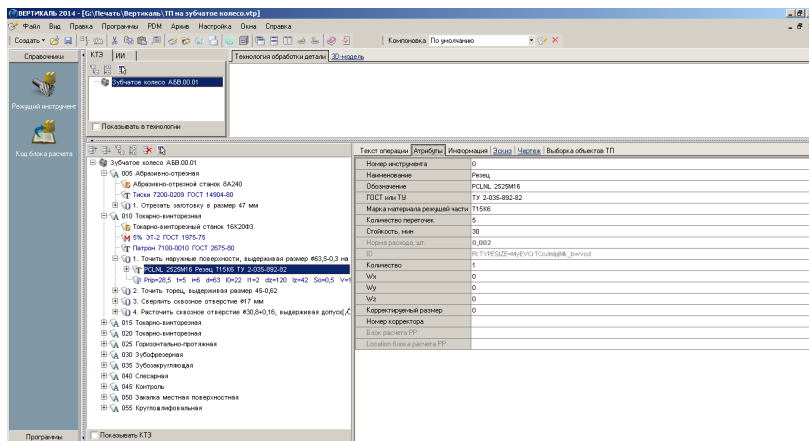 ВЕРТИКАЛЬ 2014 - [G:\Печать\Вертикаль\ТП на зубчатое колесо.vtp]
Файл Вид Правка Программы PDM Архив Настройка Окна Справка
Создать Компоновка По умолчанию
Справочники КТЭ ИИ Технология обработки детали 3D-модель
Зубчатое колесо АБВ.00.01
Режущий инструмент
Показывать в технологии
Код блока расчета
Текст операции Атрибуты Информация Эскиз Чертеж Выборка объектов ТП
Зубчатое колесо АБВ.00.01
005 Абразивно-отрезная
Абразивно-отрезной станок 8А240
Тиски 7200-0209 ГОСТ 14904-80
1. Отрезать заготовку в размер 47 мм
010 Токарно-винторезная
Токарно-винторезный станок 16К20Ф3
5% ЭТ-2 ГОСТ 1975-75
Патрон 7100-0010 ГОСТ 2675-80
1. Точить наружные поверхности, выдерживая размер ø63,5-0,3 на
PCLNL 2525M16 Резец Т15К6 ТУ 2-035-892-82
Prip=28,5 t=5 i=6 d=63 l0=22 l1=2 dz=120 lz=42 So=0,5 V=1
2. Точить торец, выдерживая размер 45-0,62
3. Сверлить сквозное отверстие ø17 мм
4. Расточить сквозное отверстие ø30,8+0,16, выдерживая допуск
015 Токарно-винторезная
020 Токарно-винторезная
025 Горизонтально-протяжная
030 Зубофрезерная
035 Зубозакругляющая
040 Слесарная
045 Контроль
050 Закалка местная поверхностная
055 Круглошлифовальная
Номер инструмента 0
Наименование Резец
Обозначение PCLNL 2525M16
ГОСТ или ТУ ТУ 2-035-892-82
Марка материала режущей части Т15К6
Количество переточек 5
Стойкость, мин 30
Норма расхода, шт. 0,002
ID
Количество 1
Wx 0
Wy 0
Wz 0
Корректируемый размер 0
Номер корректора
Блок расчета РР
Location блока расчета РР
Программы Показывать КТЭ